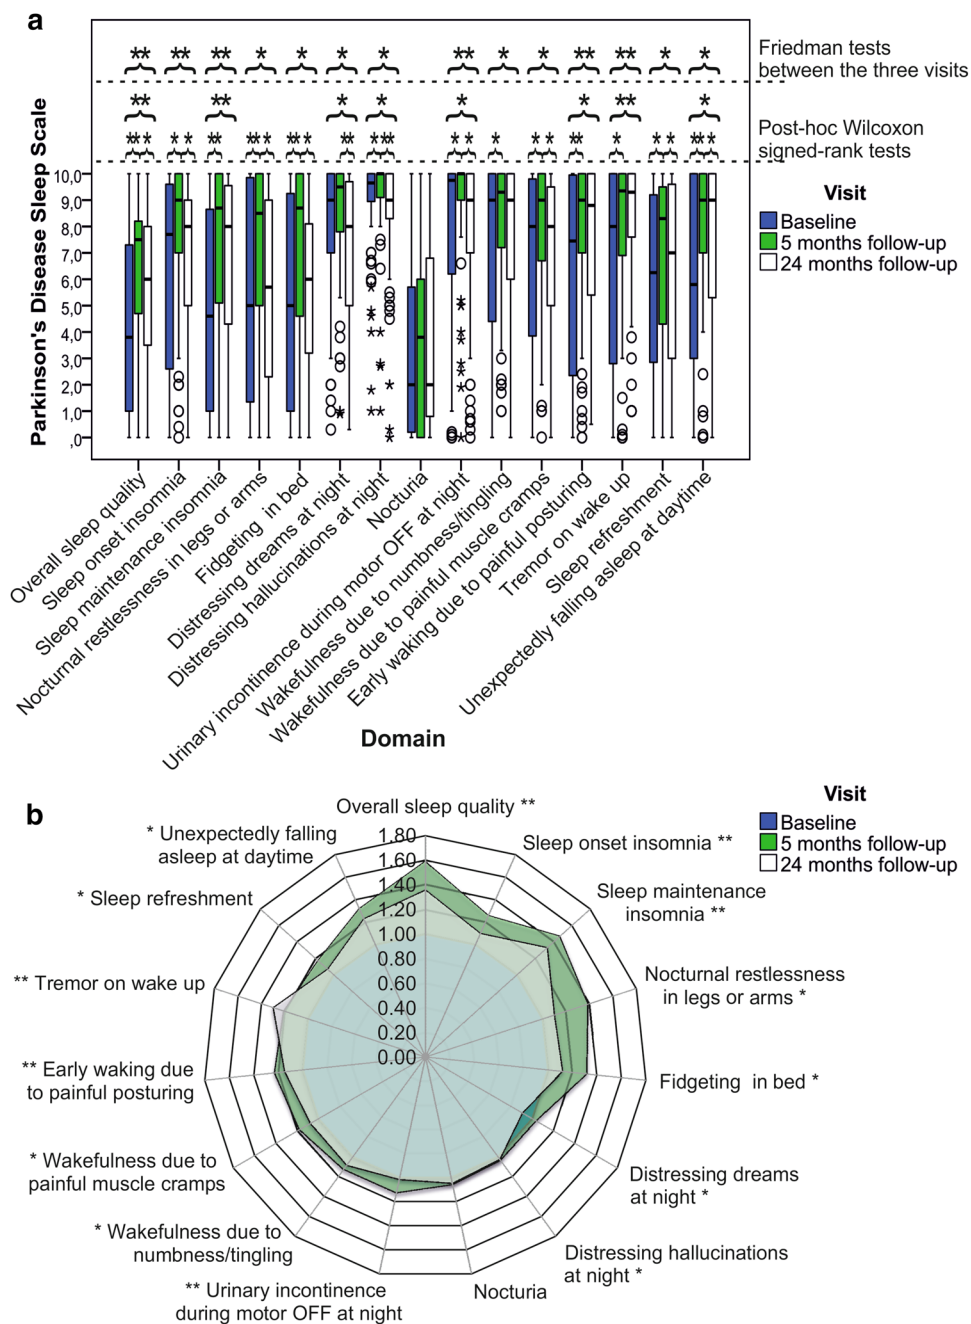 a
** ** ** * * * * ** * * ** ** * *
Friedman tests
between the three visits
** ** * * * * ** *
Post-hoc Wilcoxon
signed-rank tests
Parkinson's Disease Sleep Scale
10,0
9,0
8,0
7,0
6,0
5,0
4,0
3,0
2,0
1,0
,0
Visit
Baseline
5 months follow-up
24 months follow-up
Overall sleep quality
Sleep onset insomnia
Sleep maintenance insomnia
Nocturnal restlessness in legs or arms
Fidgeting in bed
Distressing dreams at night
Distressing hallucinations at night
Nocturia
Urinary incontinence during motor OFF at night
Wakefulness due to numbness/tingling
Wakefulness due to painful muscle cramps
Early waking due to painful posturing
Tremor on wake up
Sleep refreshment
Unexpectedly falling asleep at daytime
Domain
b
Visit
Baseline
5 months follow-up
24 months follow-up
Overall sleep quality **
Sleep onset insomnia **
Sleep maintenance
insomnia **
Nocturnal restlessness
in legs or arms *
Fidgeting in bed *
Distressing dreams
at night *
Distressing hallucinations
at night *
Nocturia
** Urinary incontinence
during motor OFF at night
* Wakefulness due to
numbness/tingling
* Wakefulness due to
painful muscle cramps
** Early waking due
to painful posturing
** Tremor on wake up
* Sleep refreshment
* Unexpectedly falling
asleep at daytime
1.80
1.60
1.40
1.20
1.00
0.80
0.60
0.40
0.20
0.00